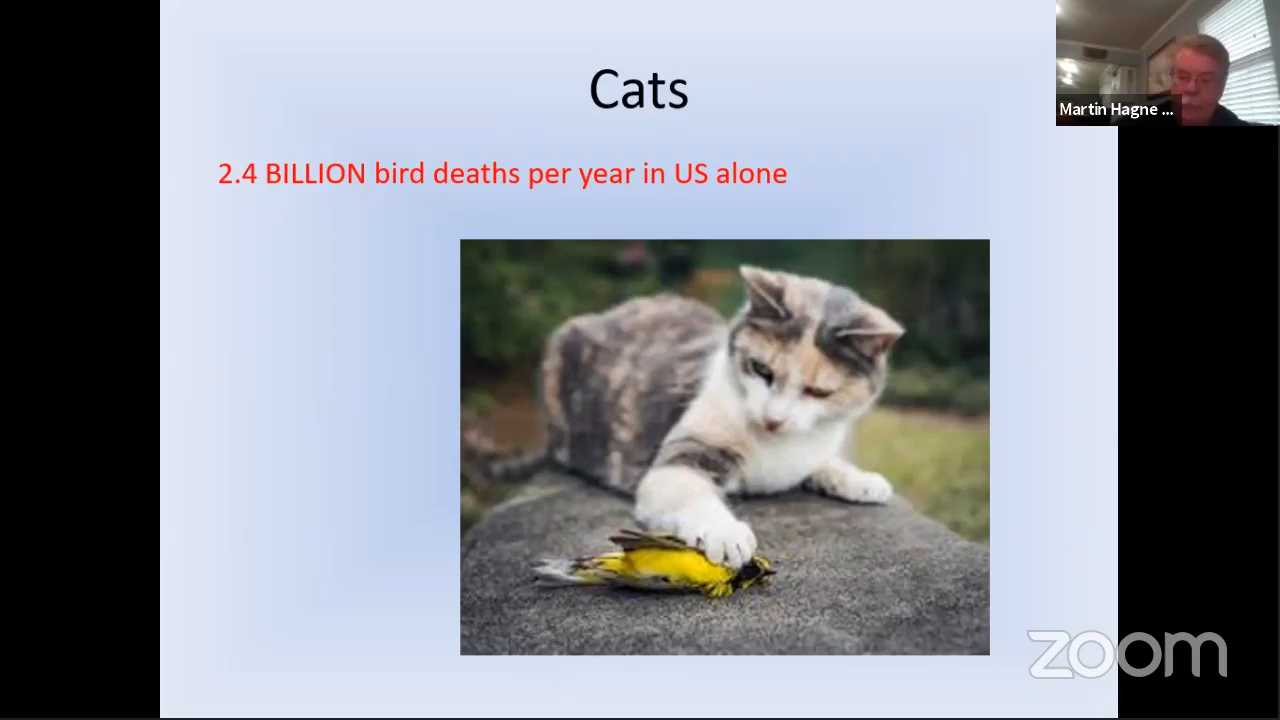 Cats
Martin Hagne ...
2.4 BILLION bird deaths per year in US alone
zoom